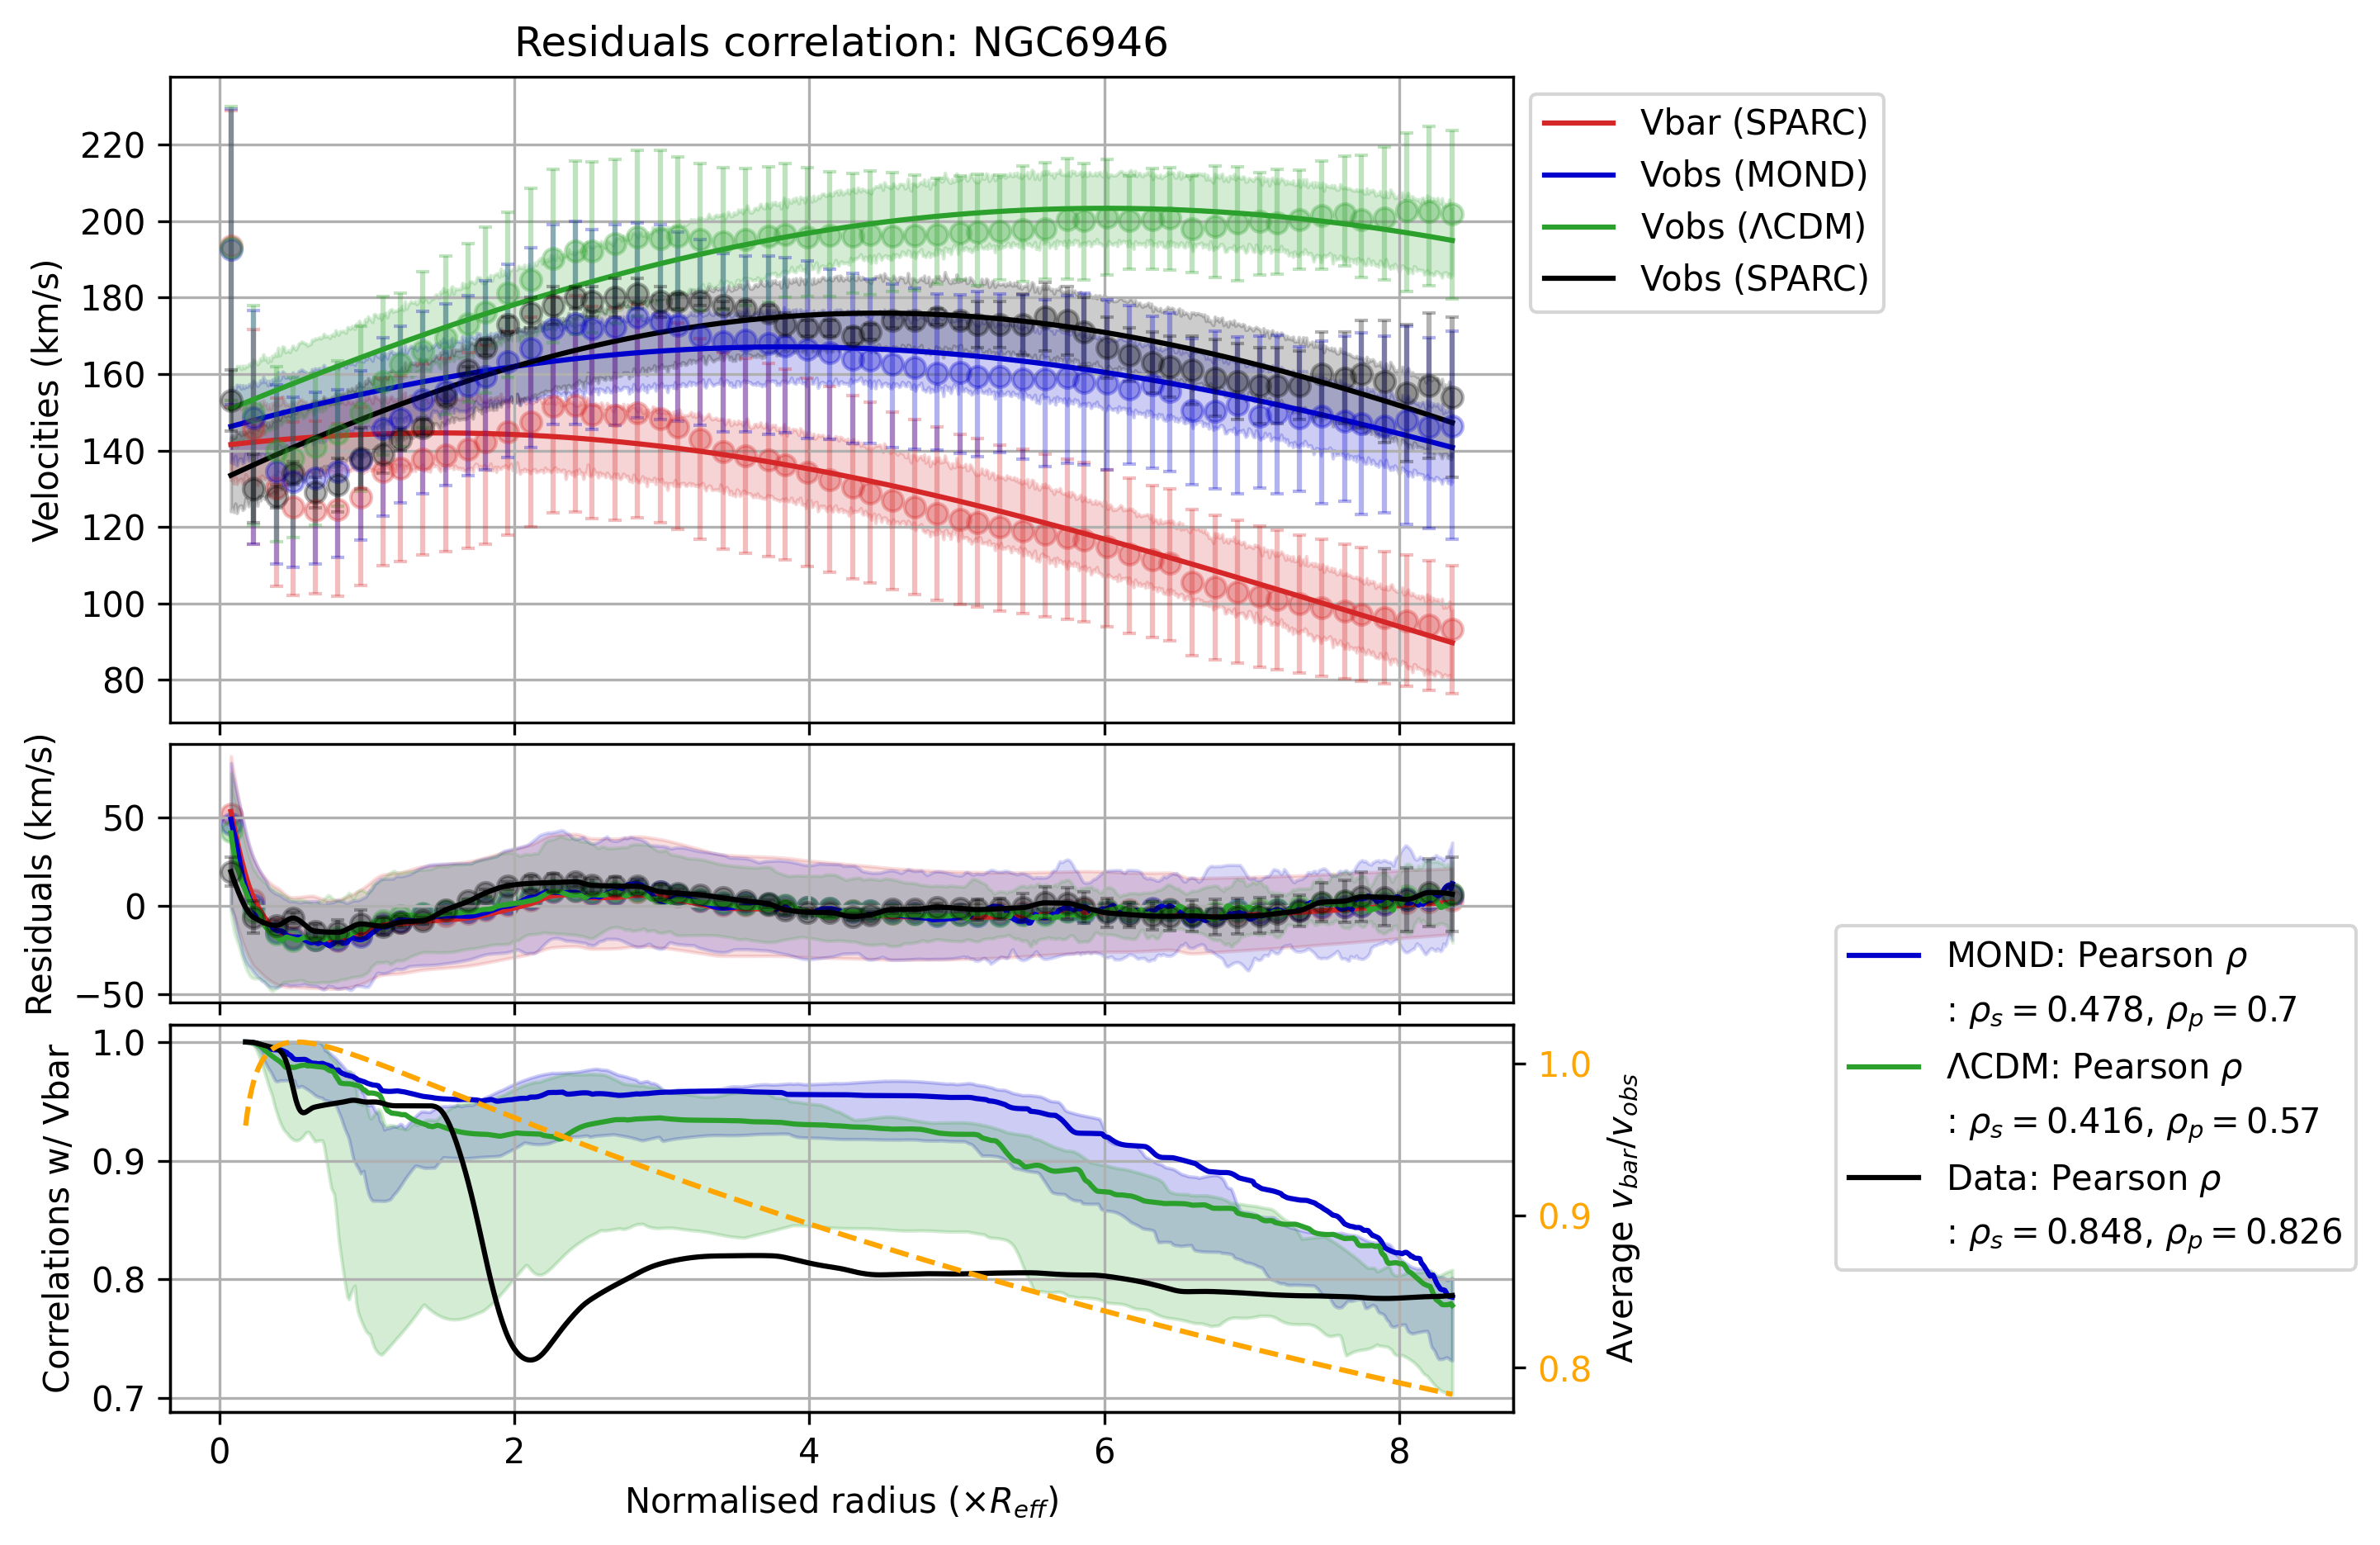 Residuals correlation: NGC6946
Velocities (km/s)
220
200
180
160
140
120
100
80
Vbar (SPARC)
Vobs (MOND)
Vobs (ΛCDM)
Vobs (SPARC)
Residuals (km/s)
50
0
−50
Correlations w/ Vbar
1.0
0.9
0.8
0.7
1.0
0.9
0.8
Average v_bar/v_obs
MOND: Pearson ρ
: ρ_s = 0.478, ρ_p = 0.7
ΛCDM: Pearson ρ
: ρ_s = 0.416, ρ_p = 0.57
Data: Pearson ρ
: ρ_s = 0.848, ρ_p = 0.826
0 2 4 6 8
Normalised radius (×R_eff)